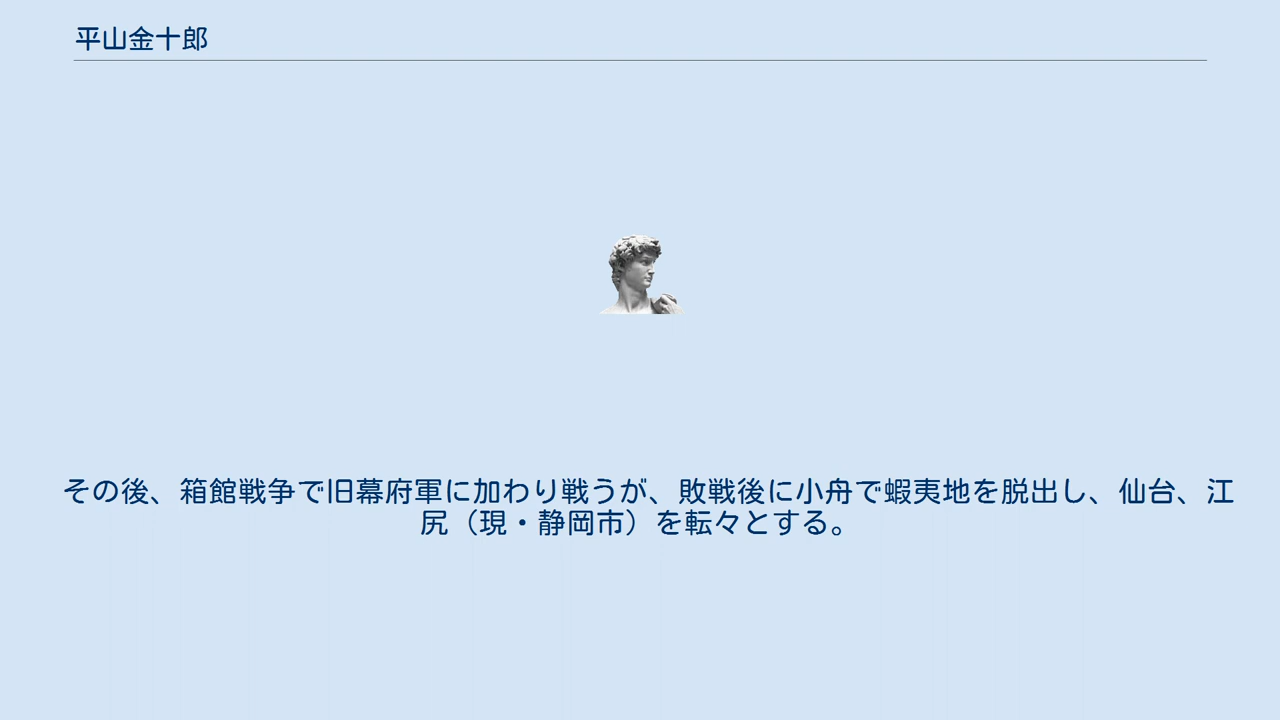 平山金十郎
その後、箱館戦争で旧幕府軍に加わり戦うが、敗戦後に小舟で蝦夷地を脱出し、仙台、江
尻（現・静岡市）を転々とする。